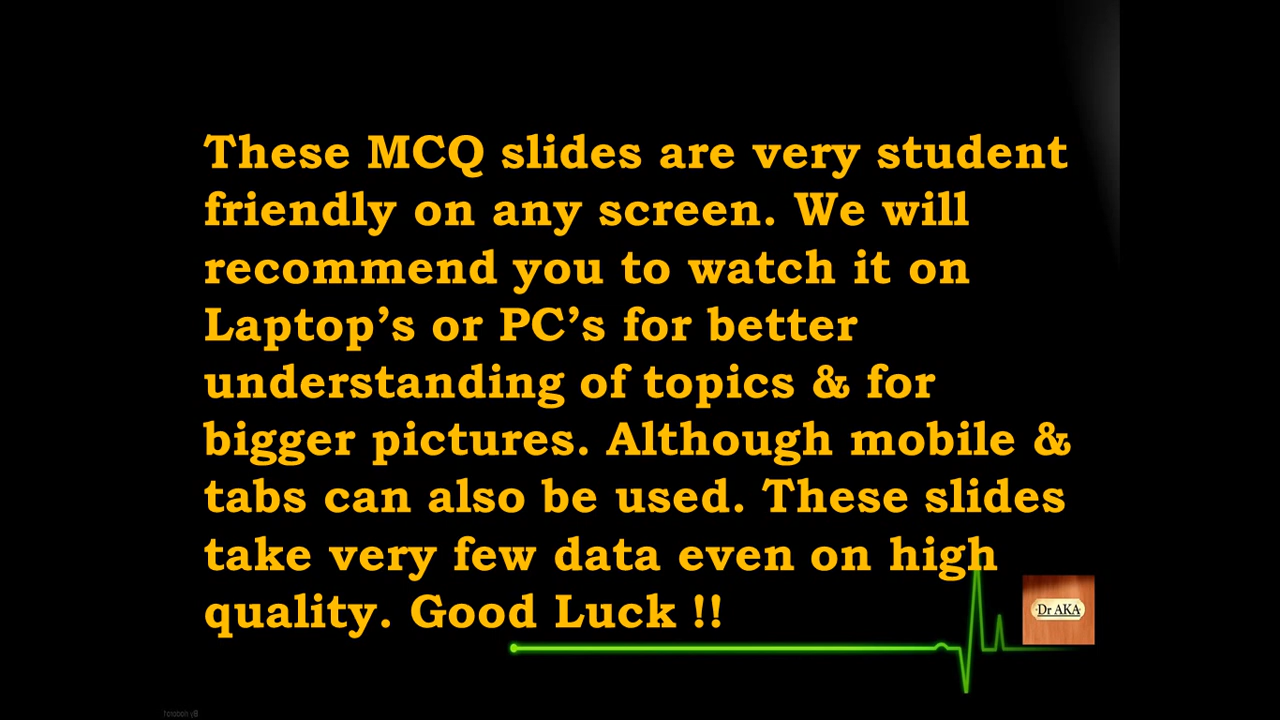 These MCQ slides are very student
friendly on any screen. We will
recommend you to watch it on
Laptop’s or PC’s for better
understanding of topics & for
bigger pictures. Although mobile &
tabs can also be used. These slides
take very few data even on high
quality. Good Luck !!
Dr AKA